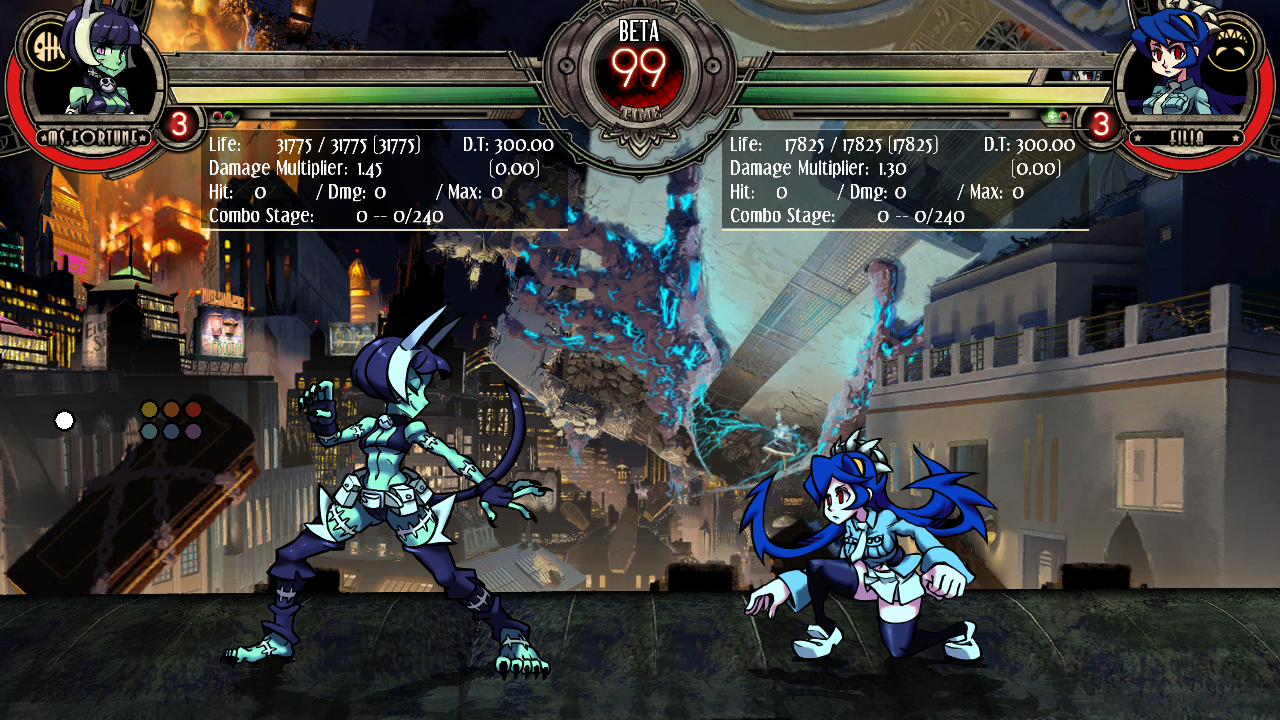 BETA
99
TIME
MS. FORTUNE
3
3
FILIA
Life: 31775 / 31775 (31775) D.T: 300.00
Damage Multiplier: 1.45 (0.00)
Hit: 0 / Dmg: 0 / Max: 0
Combo Stage: 0 -- 0/240
Life: 17825 / 17825 (17825) D.T: 300.00
Damage Multiplier: 1.30 (0.00)
Hit: 0 / Dmg: 0 / Max: 0
Combo Stage: 0 -- 0/240